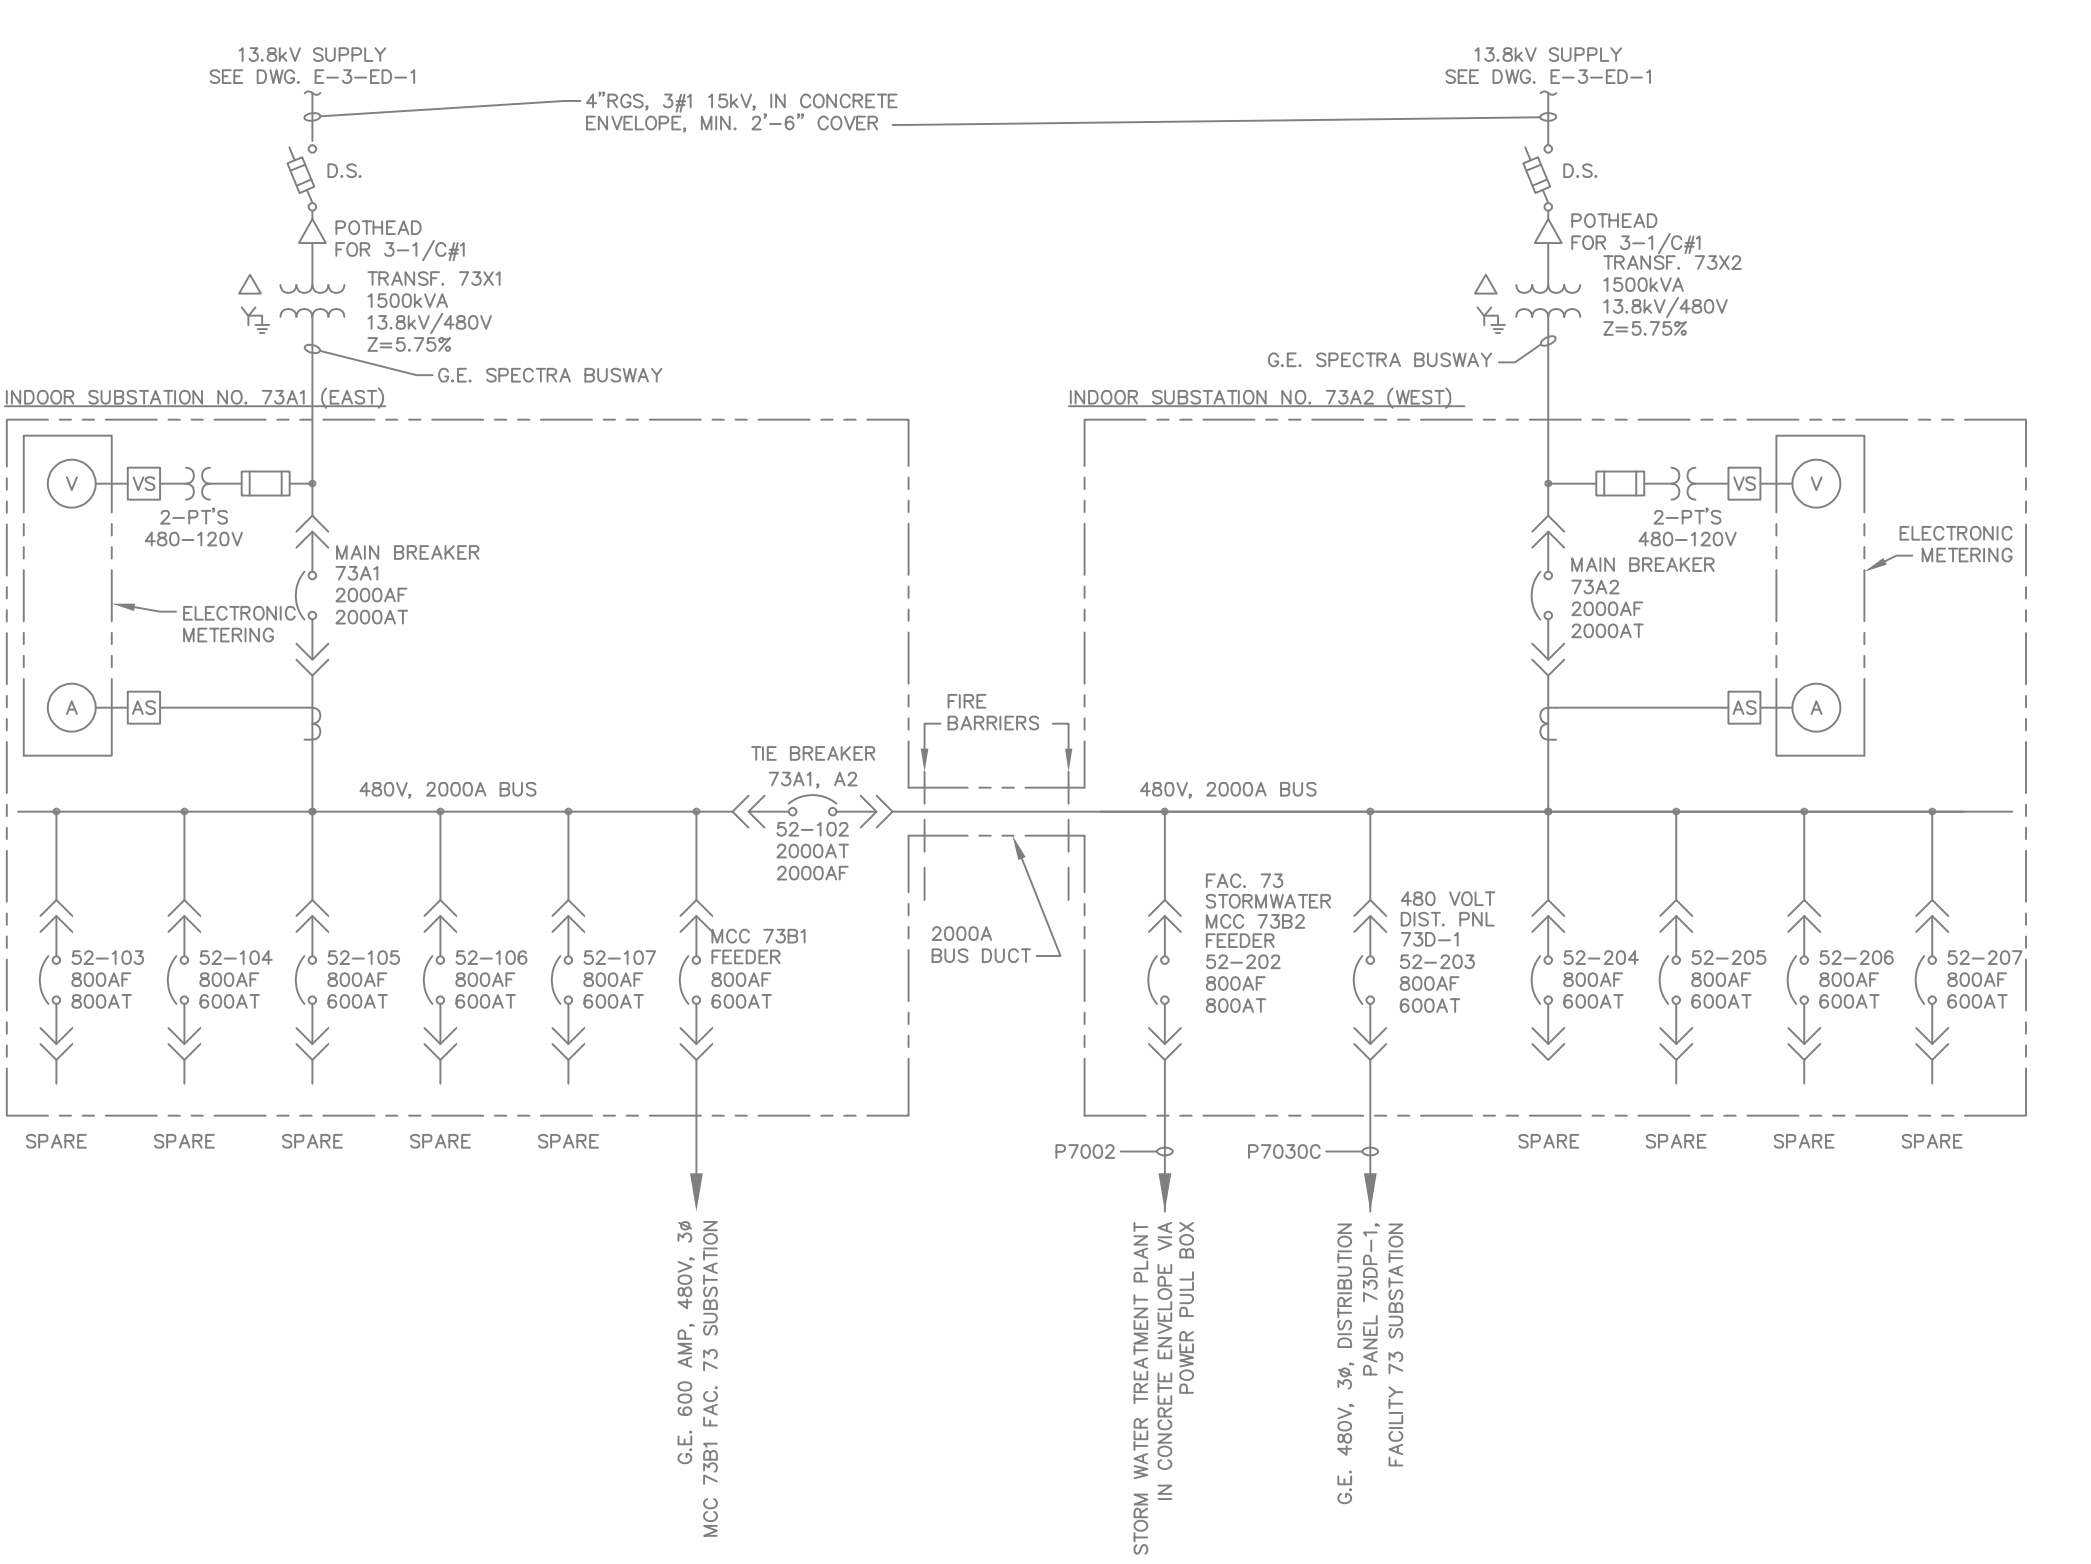 13.8kV SUPPLY
SEE DWG. E-3-ED-1
13.8kV SUPPLY
SEE DWG. E-3-ED-1
4"RGS, 3#1 15kV, IN CONCRETE
ENVELOPE, MIN. 2'-6" COVER
D.S.
D.S.
POTHEAD
FOR 3-1/C#1
POTHEAD
FOR 3-1/C#1
TRANSF. 73X1
1500kVA
13.8kV/480V
Z=5.75%
TRANSF. 73X2
1500kVA
13.8kV/480V
Z=5.75%
G.E. SPECTRA BUSWAY
G.E. SPECTRA BUSWAY
INDOOR SUBSTATION NO. 73A1 (EAST)
INDOOR SUBSTATION NO. 73A2 (WEST)
V
VS
2-PT'S
480-120V
MAIN BREAKER
73A1
2000AF
2000AT
ELECTRONIC
METERING
A
AS
VS
V
2-PT'S
480-120V
ELECTRONIC
METERING
MAIN BREAKER
73A2
2000AF
2000AT
AS
A
FIRE
BARRIERS
TIE BREAKER
73A1, A2
52-102
2000AT
2000AF
480V, 2000A BUS
480V, 2000A BUS
2000A
BUS DUCT
52-103
800AF
800AT
52-104
800AF
600AT
52-105
800AF
600AT
52-106
800AF
600AT
52-107
800AF
600AT
MCC 73B1
FEEDER
800AF
600AT
FAC. 73
STORMWATER
MCC 73B2
FEEDER
52-202
800AF
800AT
480 VOLT
DIST. PNL
73D-1
52-203
800AF
600AT
52-204
800AF
600AT
52-205
800AF
600AT
52-206
800AF
600AT
52-207
800AF
600AT
SPARE
SPARE
SPARE
SPARE
SPARE
P7002
P7030C
SPARE
SPARE
SPARE
SPARE
G.E. 600 AMP, 480V, 3ø
MCC 73B1 FAC. 73 SUBSTATION
STORM WATER TREATMENT PLANT
IN CONCRETE ENVELOPE VIA
POWER PULL BOX
G.E. 480V, 3ø, DISTRIBUTION
PANEL 73DP-1,
FACILITY 73 SUBSTATION